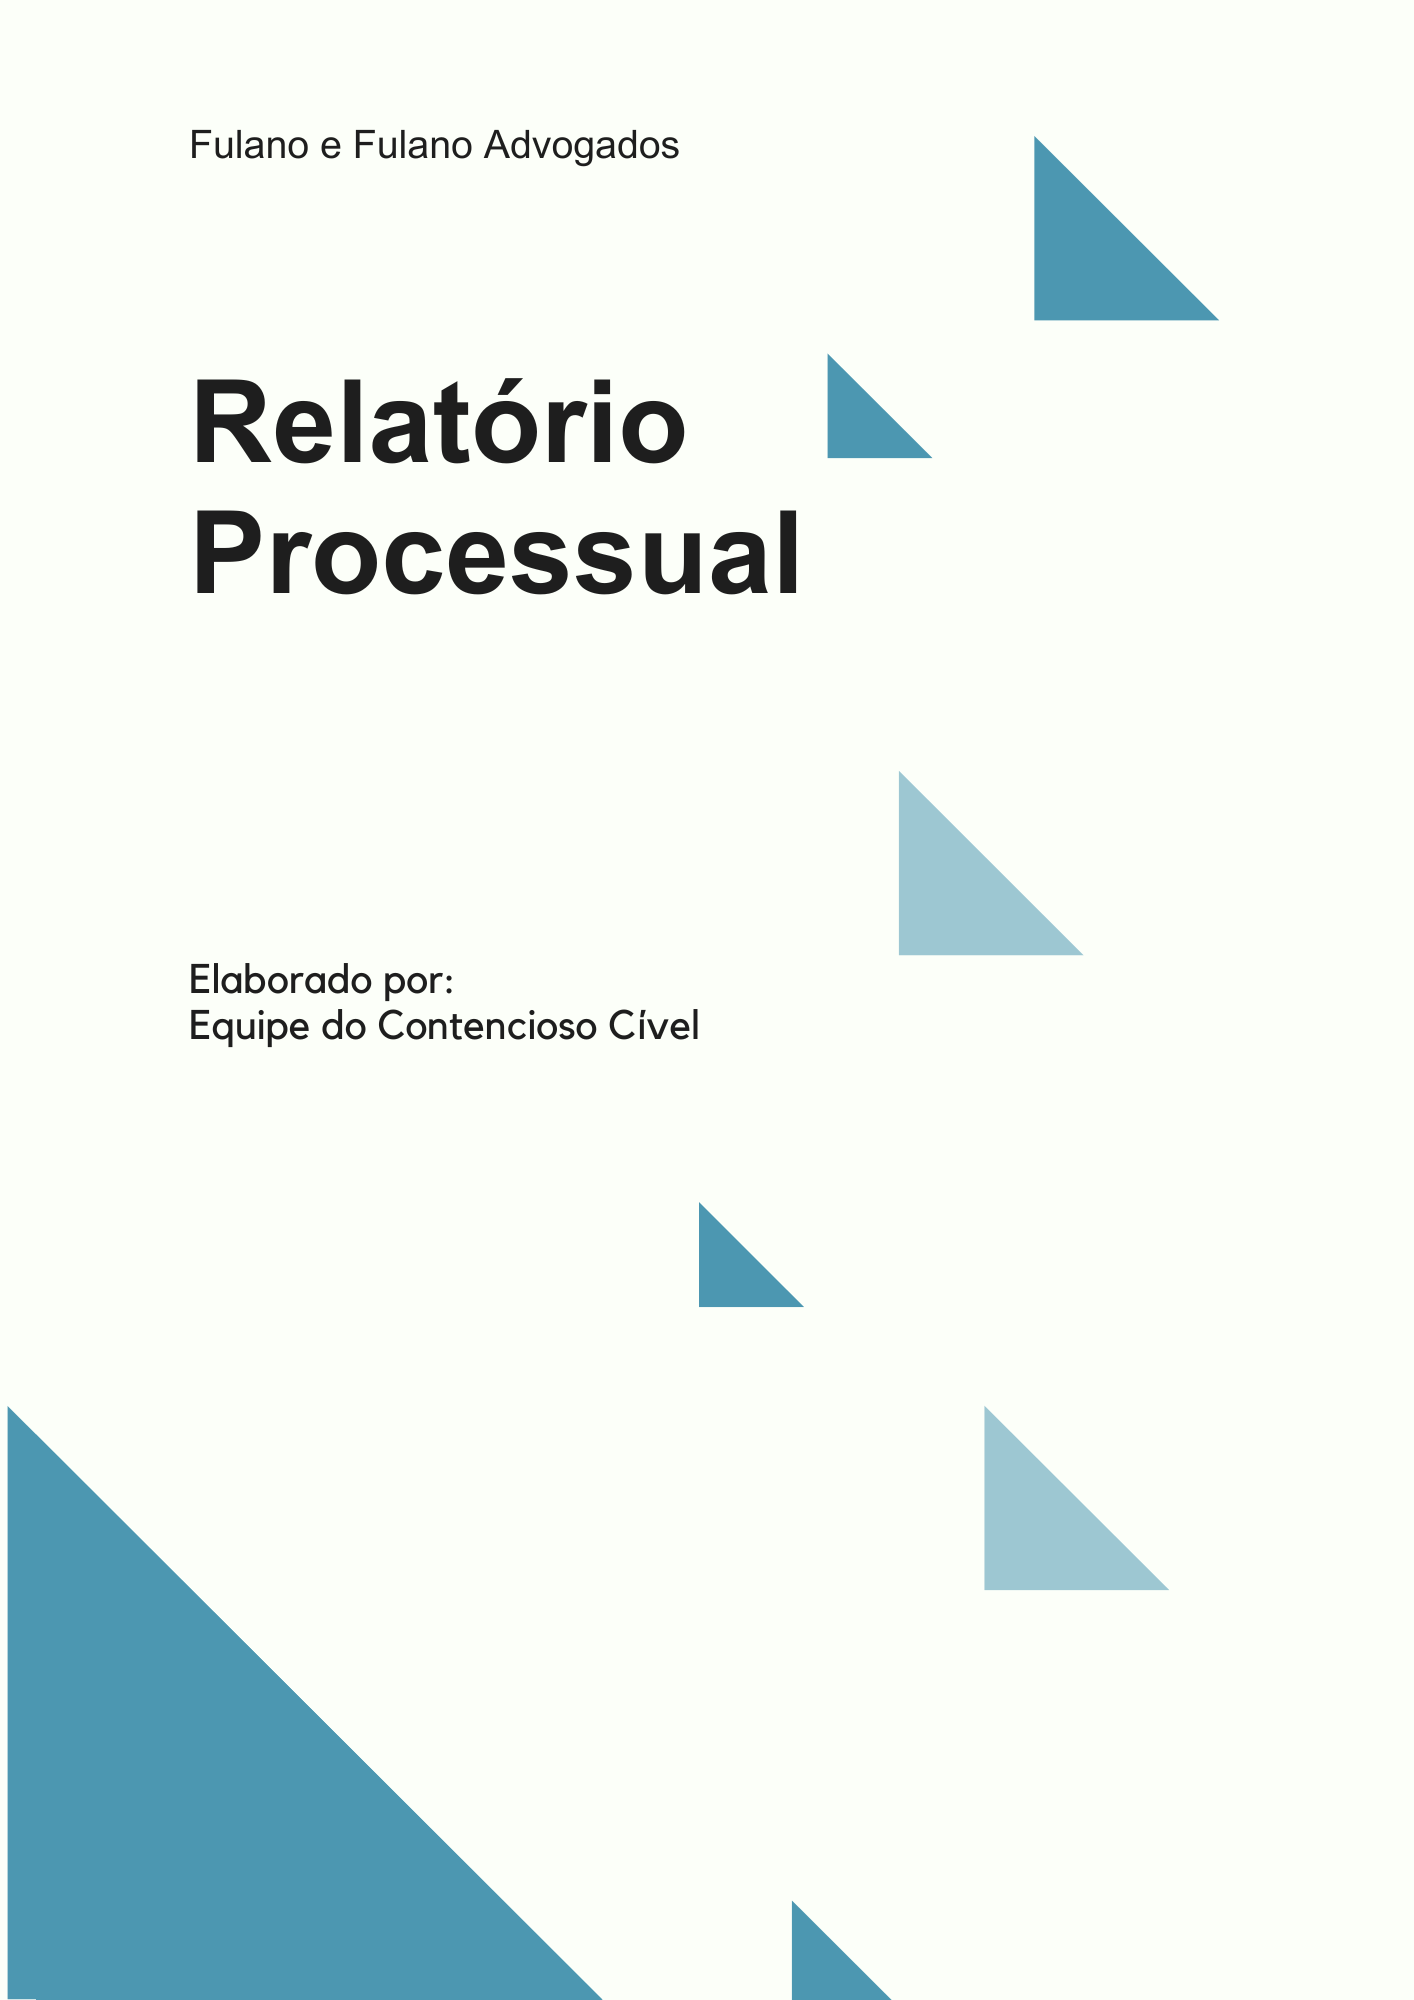 Fulano e Fulano Advogados
Relatório
Processual
Elaborado por:
Equipe do Contencioso Cível